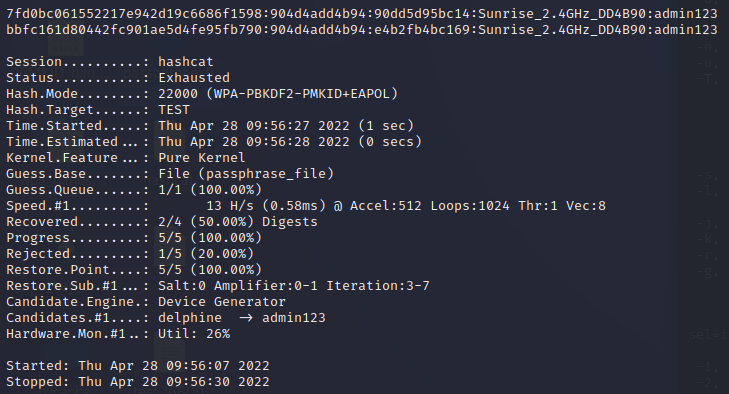 7fd0bc061552217e942d19c6686f1598:904d4add4b94:90dd5d95bc14:Sunrise_2.4GHz_DD4B90:admin123
bbfc161d80442fc901ae5d4fe95fb790:904d4add4b94:e4b2fb4bc169:Sunrise_2.4GHz_DD4B90:admin123
Session..........: hashcat
Status...........: Exhausted
Hash.Mode........: 22000 (WPA-PBKDF2-PMKID+EAPOL)
Hash.Target......: TEST
Time.Started.....: Thu Apr 28 09:56:27 2022 (1 sec)
Time.Estimated...: Thu Apr 28 09:56:28 2022 (0 secs)
Kernel.Feature...: Pure Kernel
Guess.Base.......: File (passphrase_file)
Guess.Queue......: 1/1 (100.00%)
Speed.#1.........:       13 H/s (0.58ms) @ Accel:512 Loops:1024 Thr:1 Vec:8
Recovered........: 2/4 (50.00%) Digests
Progress.........: 5/5 (100.00%)
Rejected.........: 1/5 (20.00%)
Restore.Point....: 5/5 (100.00%)
Restore.Sub.#1...: Salt:0 Amplifier:0-1 Iteration:3-7
Candidate.Engine.: Device Generator
Candidates.#1....: delphine  -> admin123
Hardware.Mon.#1..: Util: 26%
Started: Thu Apr 28 09:56:07 2022
Stopped: Thu Apr 28 09:56:30 2022